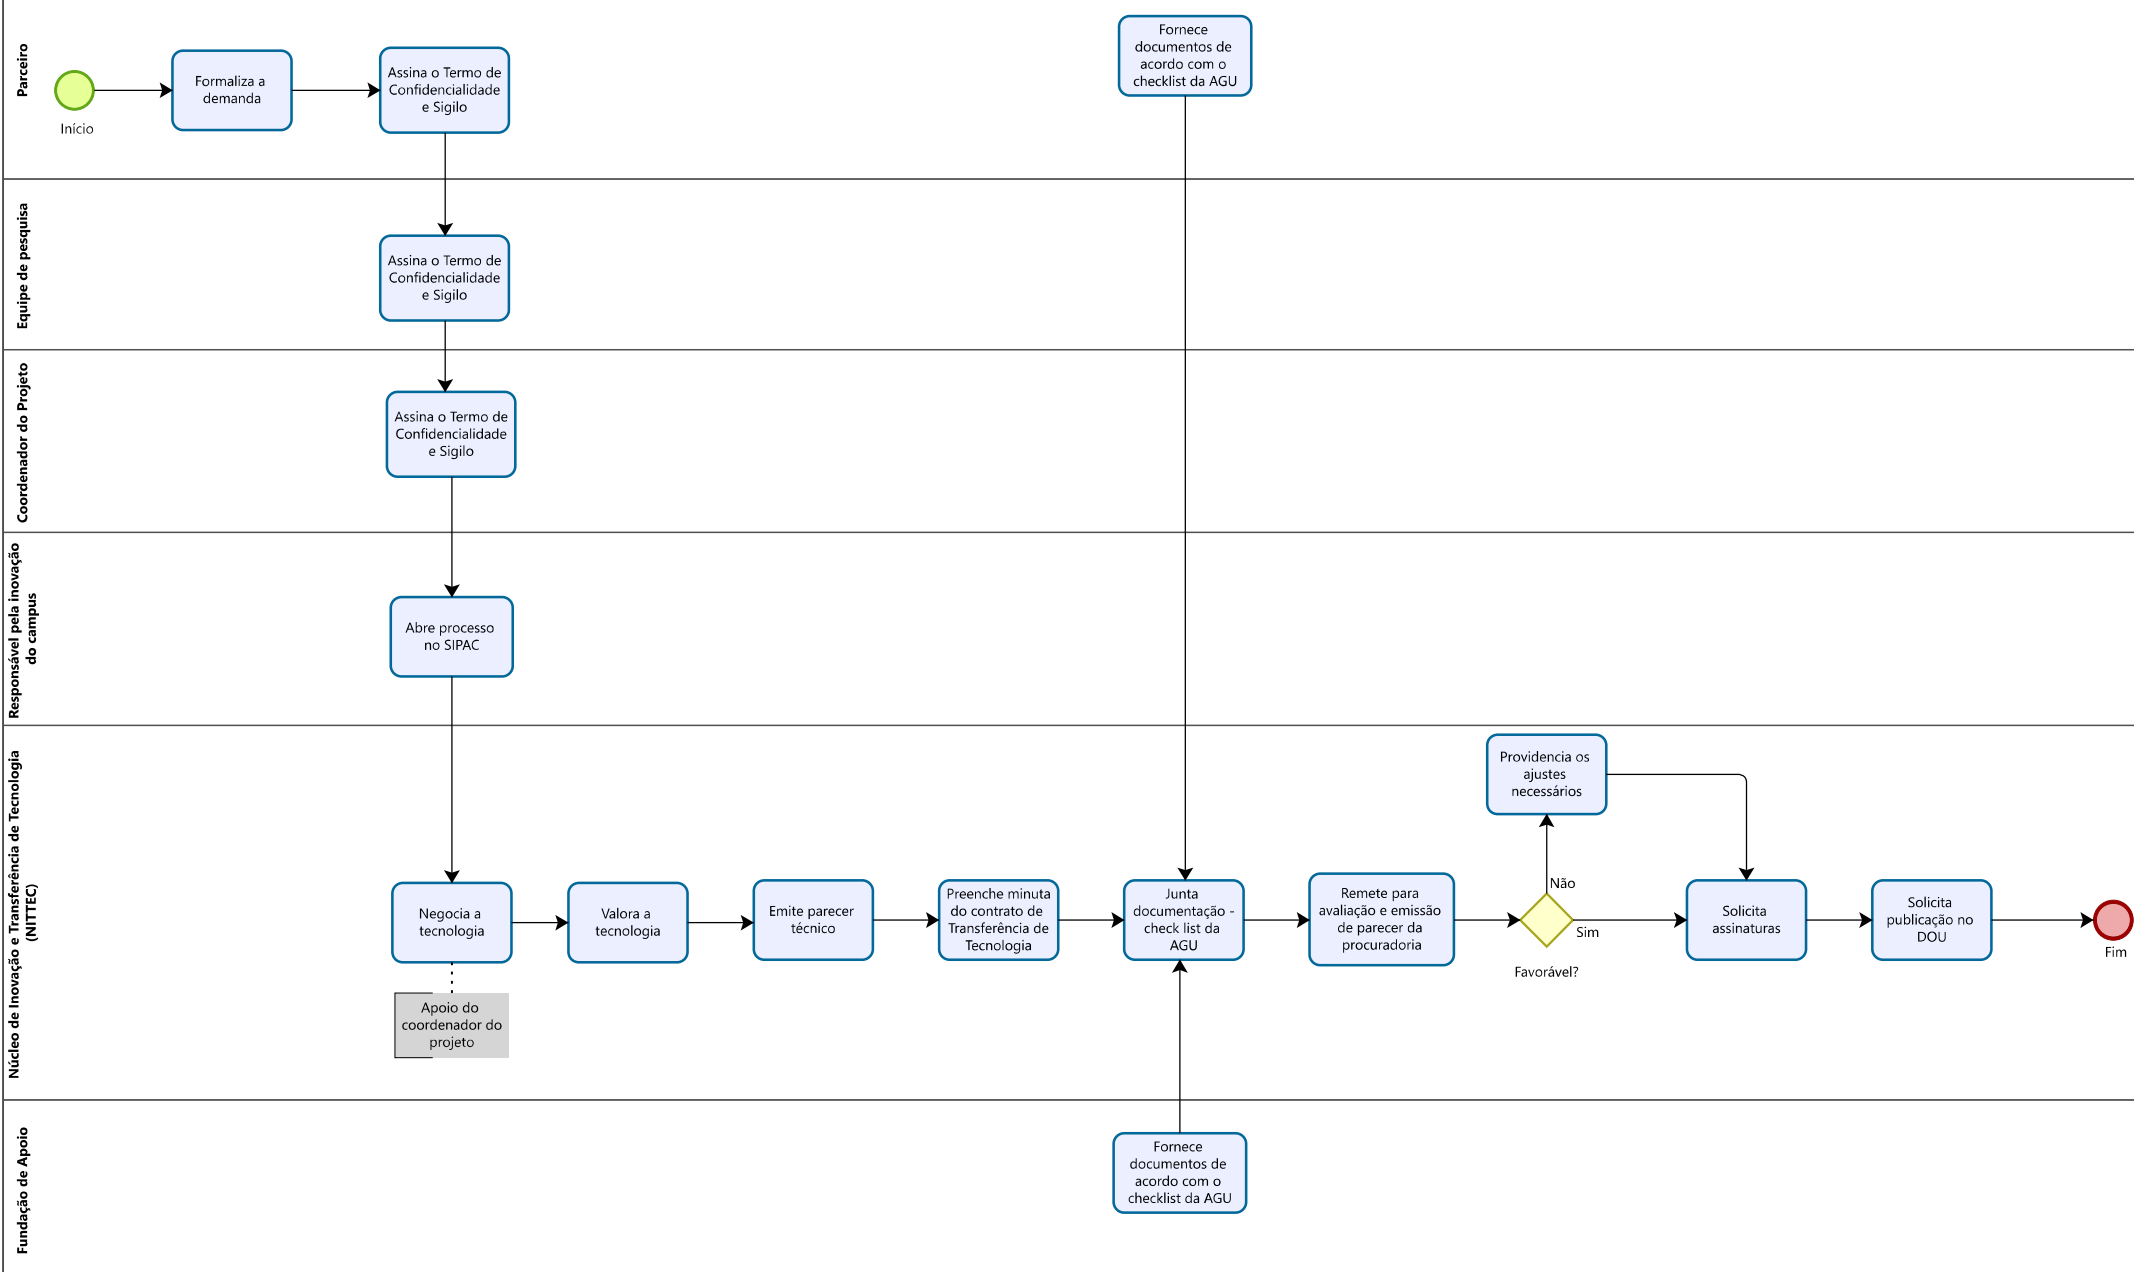 Parceiro
Início
Formaliza a
demanda
Assina o Termo de
Confidencialidade
e Sigilo
Fornece
documentos de
acordo com o
checklist da AGU
Equipe de pesquisa
Assina o Termo de
Confidencialidade
e Sigilo
Coordenador do Projeto
Assina o Termo de
Confidencialidade
e Sigilo
Responsável pela inovação
do campus
Abre processo
no SIPAC
Núcleo de Inovação e Transferência de Tecnologia
(NITTEC)
Negocia a
tecnologia
Apoio do
coordenador do
projeto
Valora a
tecnologia
Emite parecer
técnico
Preenche minuta
do contrato de
Transferência de
Tecnologia
Junta
documentação -
check list da
AGU
Remete para
avaliação e emissão
de parecer da
procuradoria
Providencia os
ajustes
necessários
Não
Sim
Favorável?
Solicita
assinaturas
Solicita
publicação no
DOU
Fim
Fundação de Apoio
Fornece
documentos de
acordo com o
checklist da AGU